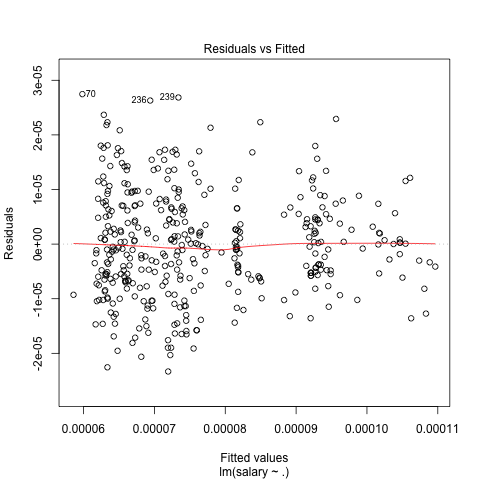 Residuals vs Fitted
3e-05
2e-05
1e-05
0e+00
-1e-05
-2e-05
Residuals
70
236
239
0.00006 0.00007 0.00008 0.00009 0.00010 0.00011
Fitted values
lm(salary ~ .)